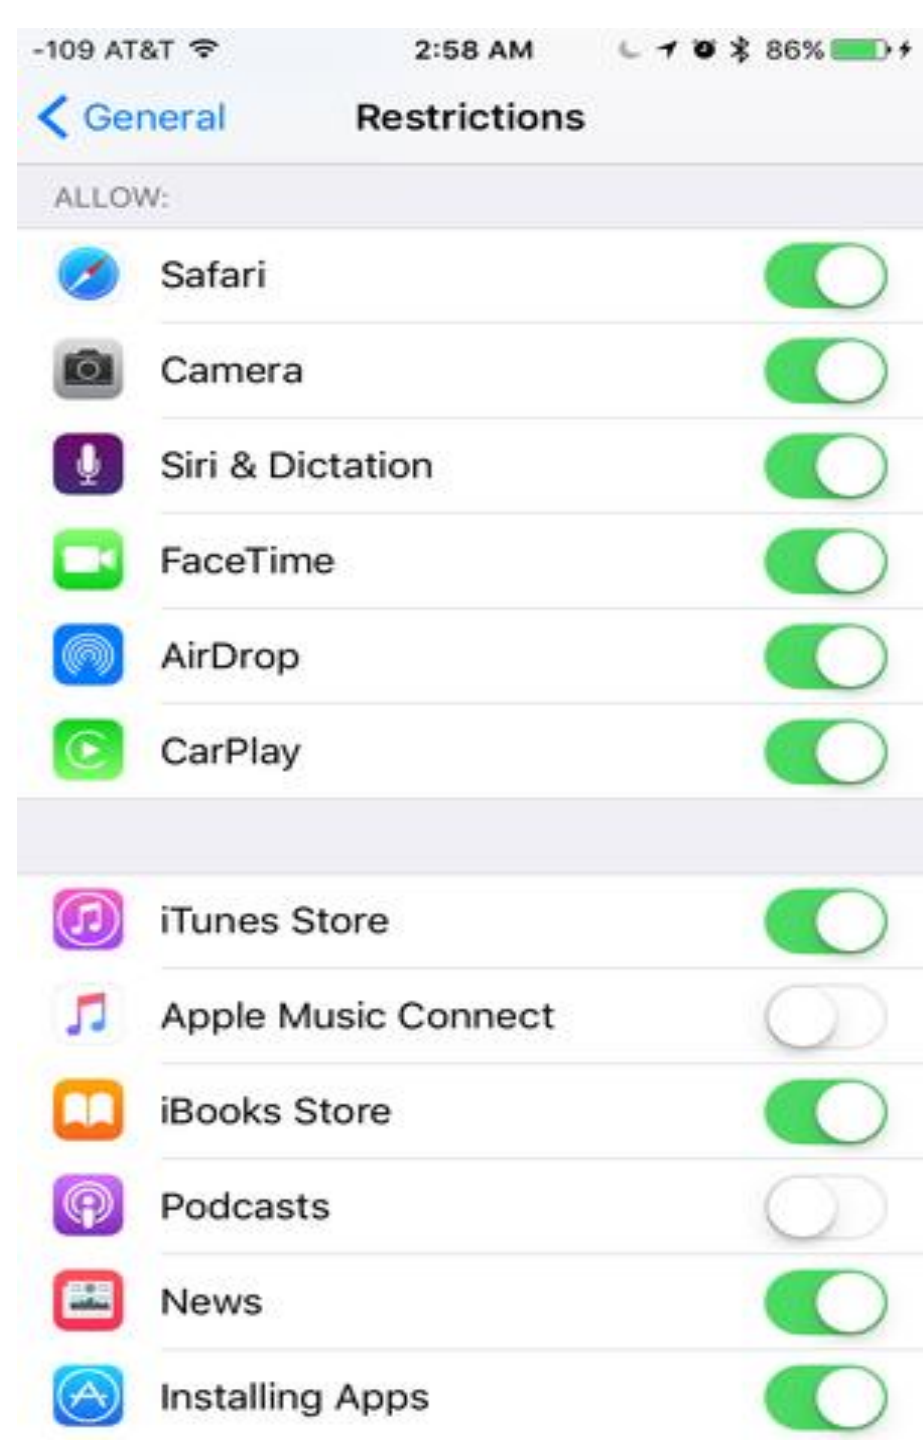 -109 AT&T 2:58 AM 86%
General Restrictions
ALLOW:
Safari
Camera
Siri & Dictation
FaceTime
AirDrop
CarPlay
iTunes Store
Apple Music Connect
iBooks Store
Podcasts
News
Installing Apps